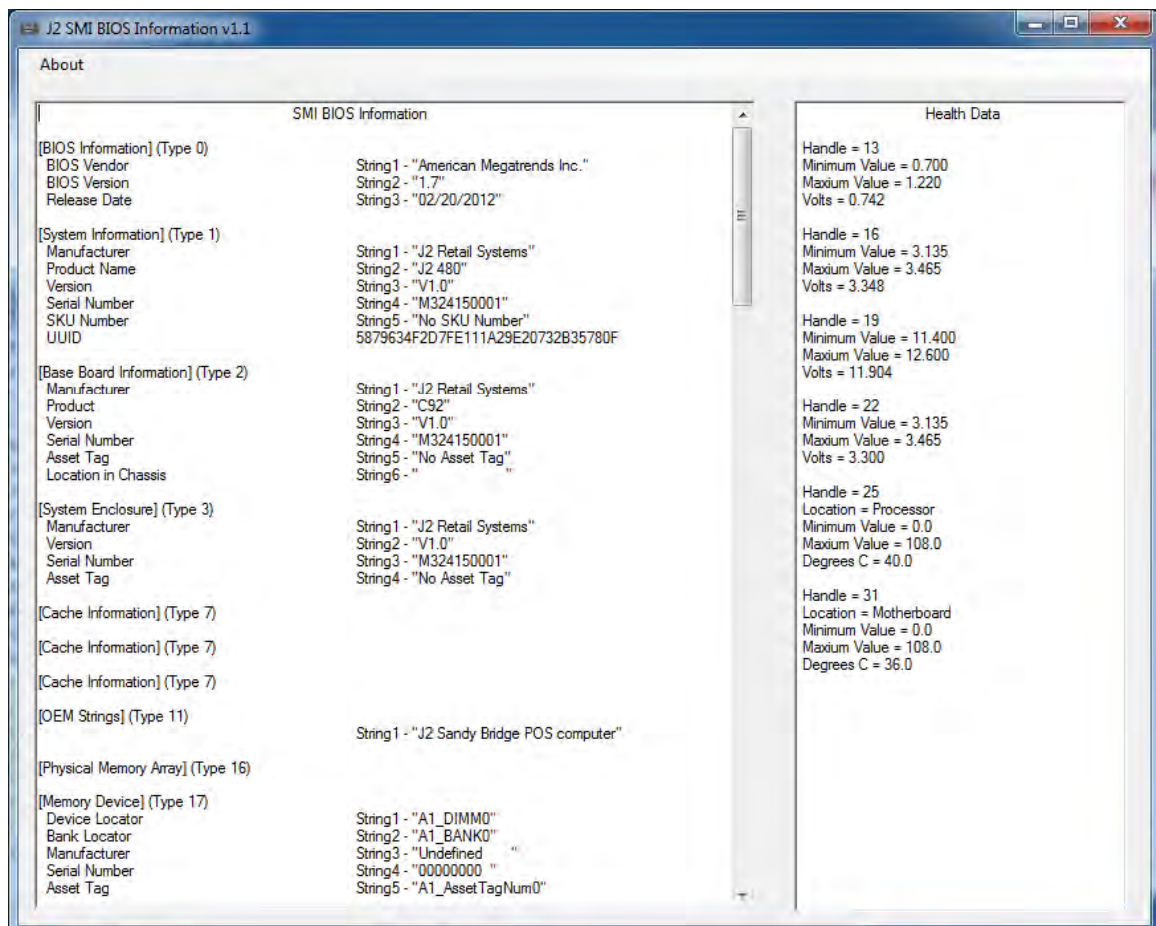 J2 SMI BIOS Information v1.1
About
SMI BIOS Information
[BIOS Information] (Type 0)
BIOS Vendor String1 - "American Megatrends Inc."
BIOS Version String2 - "1.7"
Release Date String3 - "02/20/2012"
[System Information] (Type 1)
Manufacturer String1 - "J2 Retail Systems"
Product Name String2 - "J2 480"
Version String3 - "V1.0"
Serial Number String4 - "M324150001"
SKU Number String5 - "No SKU Number"
UUID 5879634F2D7FE111A29E20732B35780F
[Base Board Information] (Type 2)
Manufacturer String1 - "J2 Retail Systems"
Product String2 - "C92"
Version String3 - "V1.0"
Serial Number String4 - "M324150001"
Asset Tag String5 - "No Asset Tag"
Location in Chassis String6 - " "
[System Enclosure] (Type 3)
Manufacturer String1 - "J2 Retail Systems"
Version String2 - "V1.0"
Serial Number String3 - "M324150001"
Asset Tag String4 - "No Asset Tag"
[Cache Information] (Type 7)
[Cache Information] (Type 7)
[Cache Information] (Type 7)
[OEM Strings] (Type 11)
String1 - "J2 Sandy Bridge POS computer"
[Physical Memory Array] (Type 16)
[Memory Device] (Type 17)
Device Locator String1 - "A1_DIMM0"
Bank Locator String2 - "A1_BANK0"
Manufacturer String3 - "Undefined "
Serial Number String4 - "00000000 "
Asset Tag String5 - "A1_AssetTagNum0"
Health Data
Handle = 13
Minimum Value = 0.700
Maxium Value = 1.220
Volts = 0.742
Handle = 16
Minimum Value = 3.135
Maxium Value = 3.465
Volts = 3.348
Handle = 19
Minimum Value = 11.400
Maxium Value = 12.600
Volts = 11.904
Handle = 22
Minimum Value = 3.135
Maxium Value = 3.465
Volts = 3.300
Handle = 25
Location = Processor
Minimum Value = 0.0
Maxium Value = 108.0
Degrees C = 40.0
Handle = 31
Location = Motherboard
Minimum Value = 0.0
Maxium Value = 108.0
Degrees C = 36.0